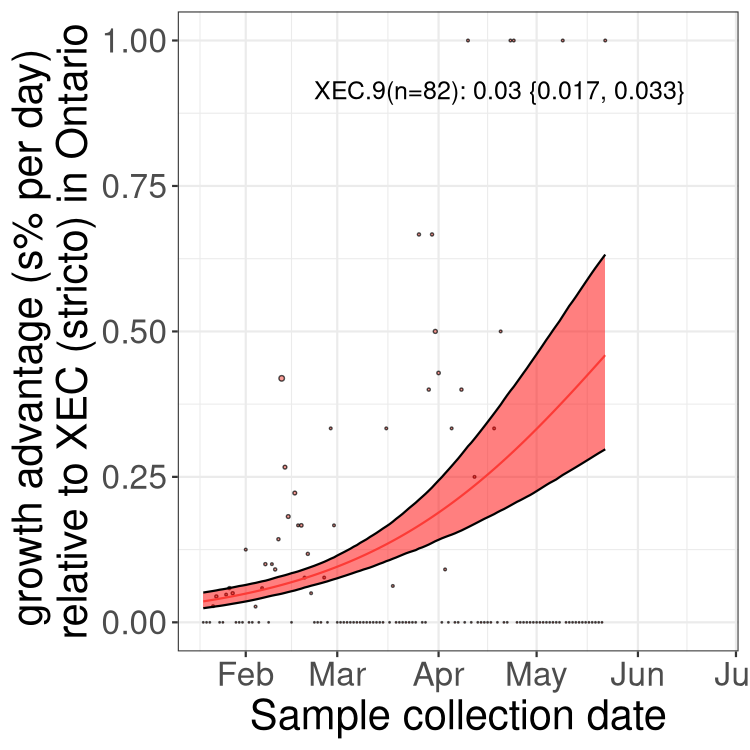 growth advantage (s% per day)
relative to XEC (stricto) in Ontario
1.00
0.75
0.50
0.25
0.00
XEC.9(n=82): 0.03 {0.017, 0.033}
Feb Mar Apr May Jun Ju
Sample collection date